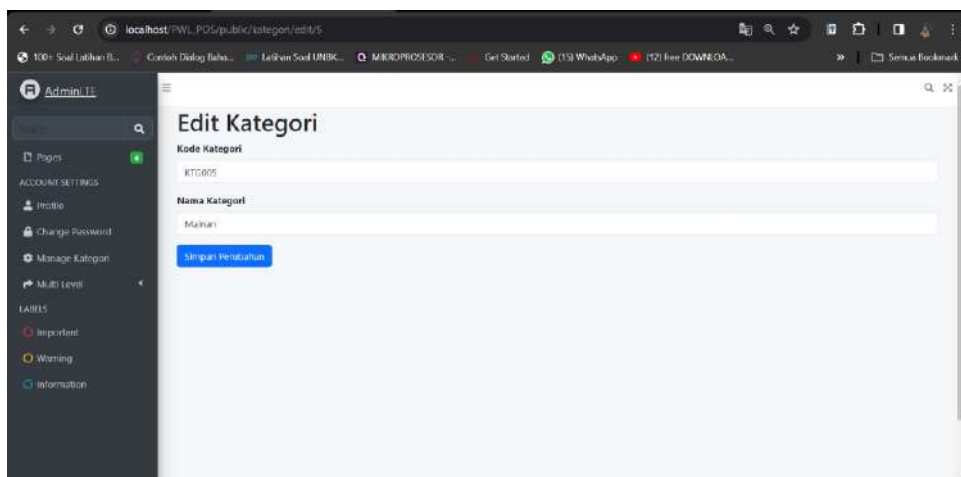 localhost/PWL_POS/public/kategori/edit/5
100+ Soal Latihan B... Contoh Dialog Baha... Latihan Soal UNBK... MIKROPROSESOR -... Get Started (15) WhatsApp (12) Free DOWNLOA... » Semua Bookmark
AdminLTE
Search
Edit Kategori
Kode Kategori
Pages
KTG005
ACCOUNT SETTINGS
Nama Kategori
Profile
Mainan
Change Password
Simpan Perubahan
Manage Kategori
Multi Level
LABELS
Important
Warning
Information